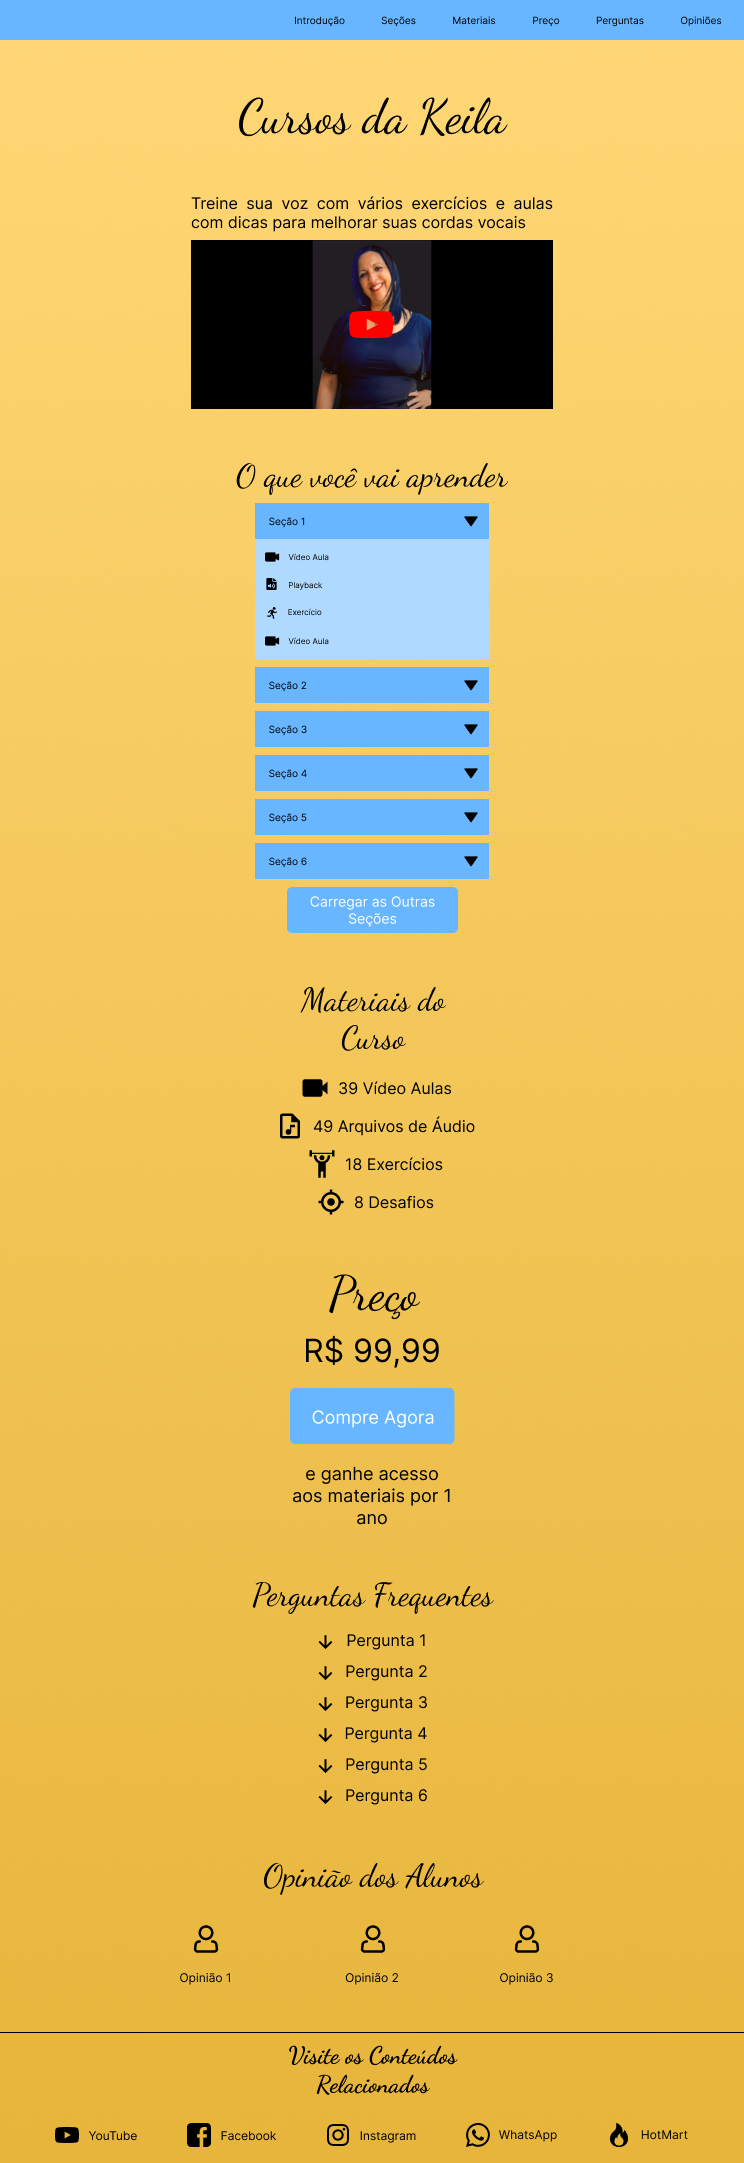 Introdução Seções Materiais Preço Perguntas Opiniões
Cursos da Keila
Treine sua voz com vários exercícios e aulas
com dicas para melhorar suas cordas vocais
O que você vai aprender
Seção 1
Vídeo Aula
Playback
Exercício
Vídeo Aula
Seção 2
Seção 3
Seção 4
Seção 5
Seção 6
Carregar as Outras
Seções
Materiais do
Curso
39 Vídeo Aulas
49 Arquivos de Áudio
18 Exercícios
8 Desafios
Preço
R$ 99,99
Compre Agora
e ganhe acesso
aos materiais por 1
ano
Perguntas Frequentes
Pergunta 1
Pergunta 2
Pergunta 3
Pergunta 4
Pergunta 5
Pergunta 6
Opinião dos Alunos
Opinião 1 Opinião 2 Opinião 3
Visite os Conteúdos
Relacionados
YouTube Facebook Instagram WhatsApp HotMart